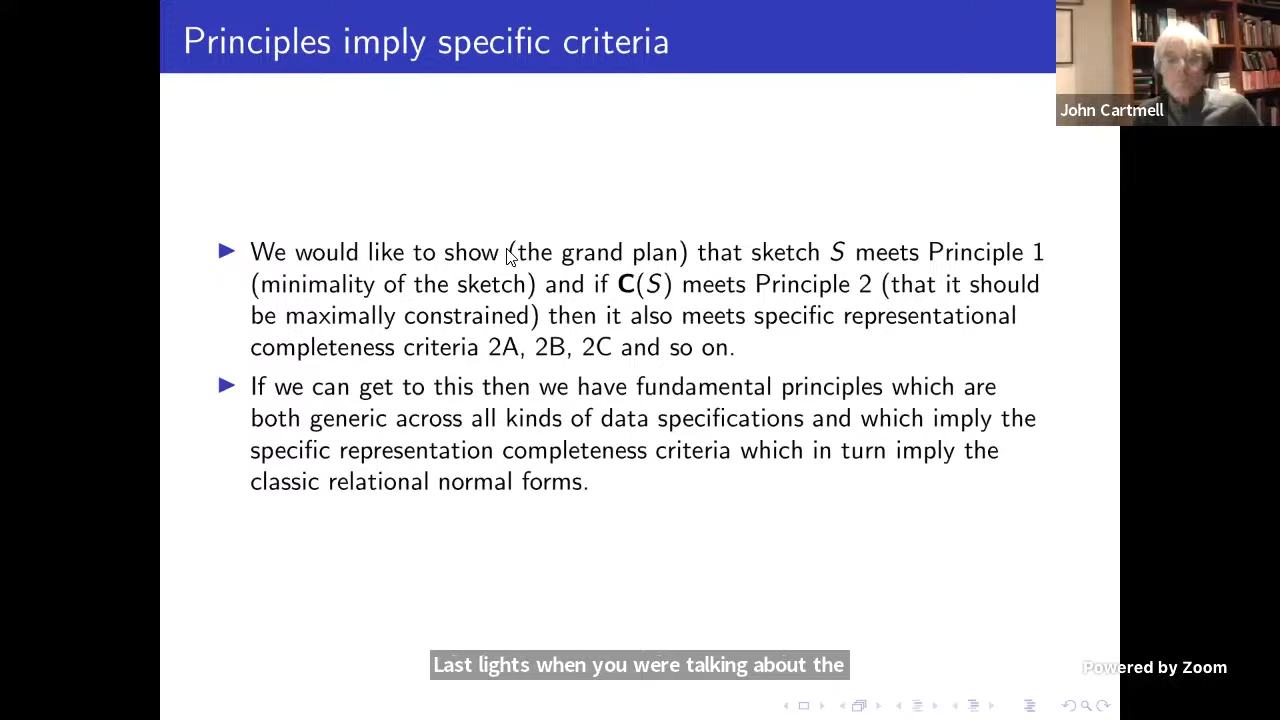 Principles imply specific criteria
John Cartmell
We would like to show (the grand plan) that sketch S meets Principle 1
(minimality of the sketch) and if C(S) meets Principle 2 (that it should
be maximally constrained) then it also meets specific representational
completeness criteria 2A, 2B, 2C and so on.
If we can get to this then we have fundamental principles which are
both generic across all kinds of data specifications and which imply the
specific representation completeness criteria which in turn imply the
classic relational normal forms.
Last lights when you were talking about the
Powered by Zoom